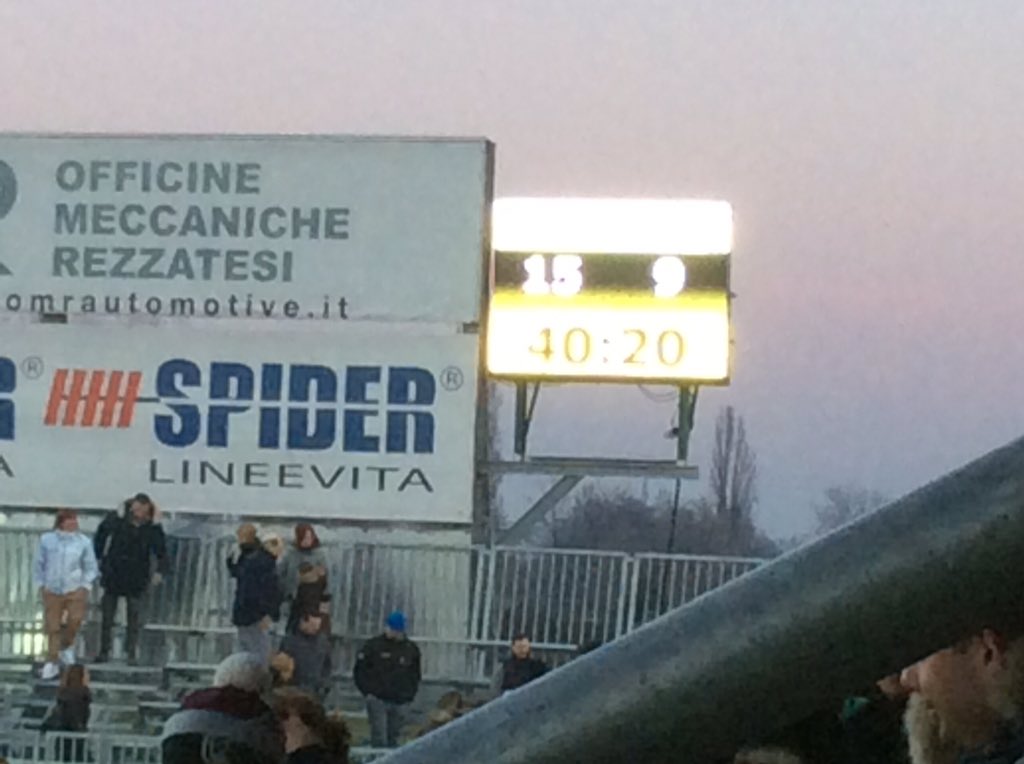 OFFICINE
MECCANICHE
REZZATESI
omrautomotive.it
SPIDER®
LINEEVITA
15 9
40:20